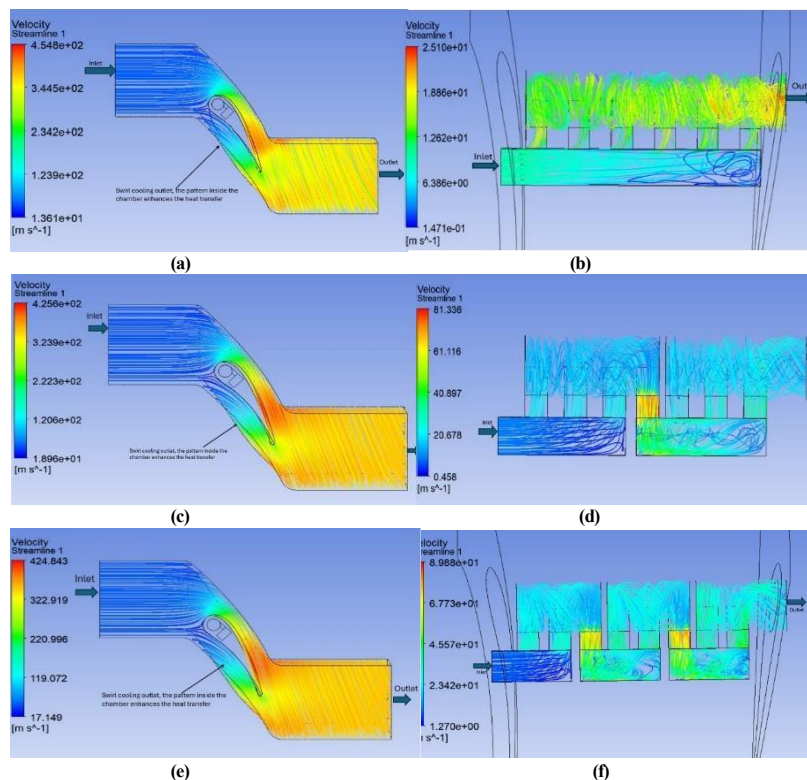 Velocity
Streamline 1
4.548e+02
3.445e+02
2.342e+02
1.239e+02
1.361e+01
[m s^-1]
Inlet
Outlet
Swirl cooling outlet, the pattern inside the
chamber enhances the heat transfer
(a)
Velocity
Streamline 1
2.510e+01
1.886e+01
1.262e+01
6.386e+00
1.471e-01
[m s^-1]
Inlet
Out
(b)
Velocity
Streamline 1
4.256e+02
3.239e+02
2.223e+02
1.206e+02
1.896e+01
[m s^-1]
Inlet
Swirl cooling outlet, the pattern inside the
chamber enhances the heat transfer
(c)
Velocity
Streamline 1
81.336
61.116
40.897
20.678
0.458
[m s^-1]
Inlet
(d)
Velocity
Streamline 1
424.843
322.919
220.996
119.072
17.149
[m s^-1]
Inlet
Outlet
Swirl cooling outlet, the pattern inside the
chamber enhances the heat transfer
(e)
Velocity
Streamline 1
8.988e+01
6.773e+01
4.557e+01
2.342e+01
1.270e+00
[m s^-1]
Inlet
Outlet
(f)